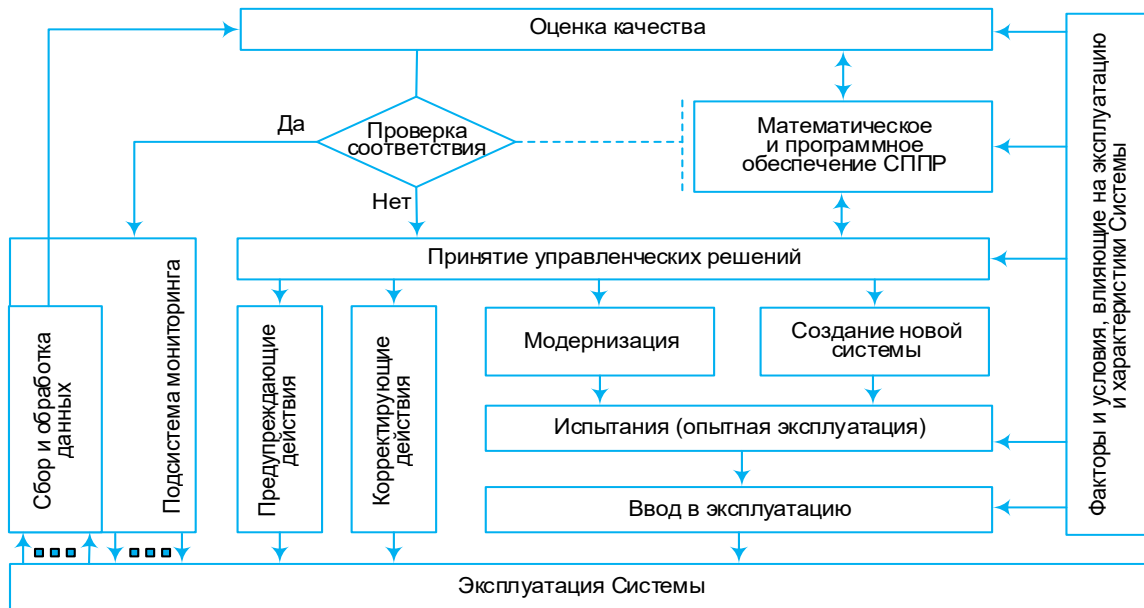 Оценка качества
Да
Проверка
соответствия
Нет
Математическое
и программное
обеспечение СППР
Принятие управленческих решений
Сбор и обработка
данных
Подсистема мониторинга
Предупреждающие
действия
Корректирующие
действия
Модернизация
Создание новой
системы
Испытания (опытная эксплуатация)
Ввод в эксплуатацию
Эксплуатация Системы
Факторы и условия, влияющие на эксплуатацию
и характеристики Системы